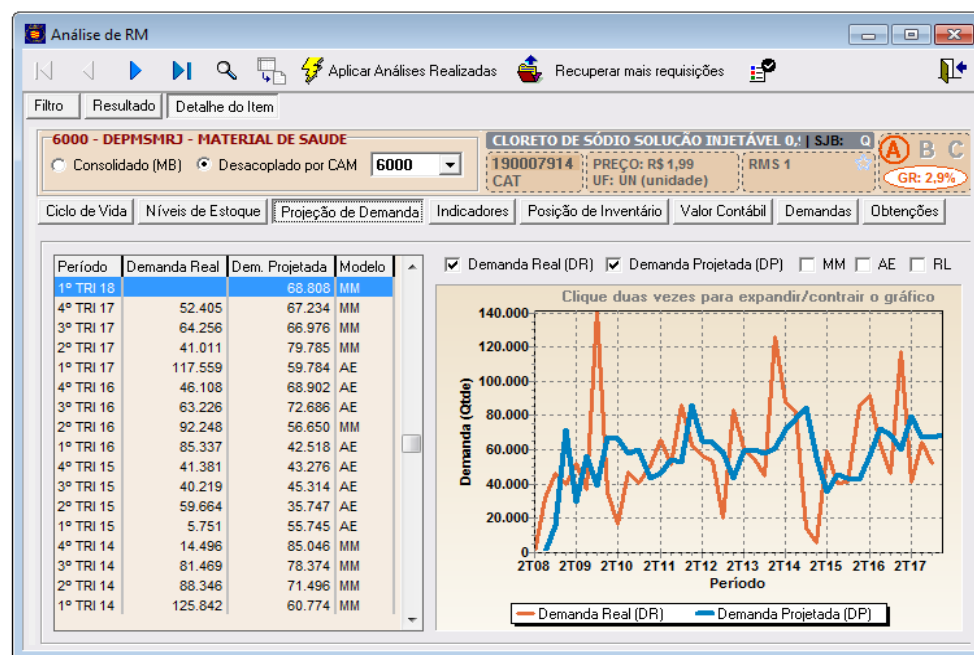 Análise de RM
Aplicar Análises Realizadas Recuperar mais requisições
Filtro Resultado Detalhe do Item
6000 - DEPMSMRJ - MATERIAL DE SAUDE
Consolidado (MB) Desacoplado por CAM 6000
CLORETO DE SÓDIO SOLUCÃO INJETÁVEL 0,! | SJB: Q
190007914
CAT
PREÇO: R$ 1,99
UF: UN (unidade)
RMS 1
A B C
GR: 2,9%
Ciclo de Vida Níveis de Estoque Projeção de Demanda Indicadores Posição de Inventário Valor Contábil Demandas Obtenções
Período Demanda Real Dem. Projetada Modelo
1º TRI 18 68.808 MM
4º TRI 17 52.405 67.234 MM
3º TRI 17 64.256 66.976 MM
2º TRI 17 41.011 79.785 MM
1º TRI 17 117.559 59.784 AE
4º TRI 16 46.108 68.902 AE
3º TRI 16 63.226 72.686 AE
2º TRI 16 92.248 56.650 MM
1º TRI 16 85.337 42.518 AE
4º TRI 15 41.381 43.276 AE
3º TRI 15 40.219 45.314 AE
2º TRI 15 59.664 35.747 AE
1º TRI 15 5.751 55.745 AE
4º TRI 14 14.496 85.046 MM
3º TRI 14 81.469 78.374 MM
2º TRI 14 88.346 71.496 MM
1º TRI 14 125.842 60.774 MM
Demanda Real (DR) Demanda Projetada (DP) MM AE RL
Clique duas vezes para expandir/contrair o gráfico
140.000
120.000
100.000
80.000
60.000
40.000
20.000
0
Demanda (Qtde)
2T08 2T09 2T10 2T11 2T12 2T13 2T14 2T15 2T16 2T17
Período
Demanda Real (DR) Demanda Projetada (DP)